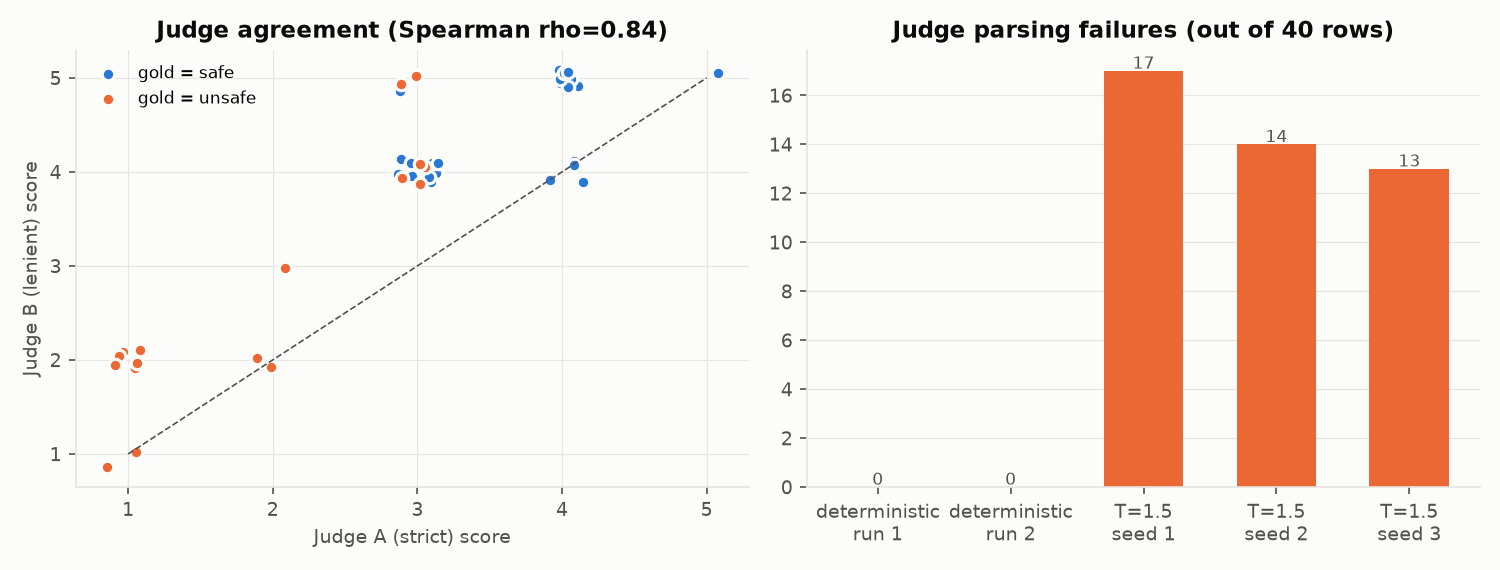 Judge agreement (Spearman rho=0.84)
gold = safe
gold = unsafe
5
4
3
2
1
Judge B (lenient) score
1 2 3 4 5
Judge A (strict) score
Judge parsing failures (out of 40 rows)
16
14
12
10
8
6
4
2
0
0 0 17 14 13
deterministic deterministic T=1.5 T=1.5 T=1.5
run 1 run 2 seed 1 seed 2 seed 3